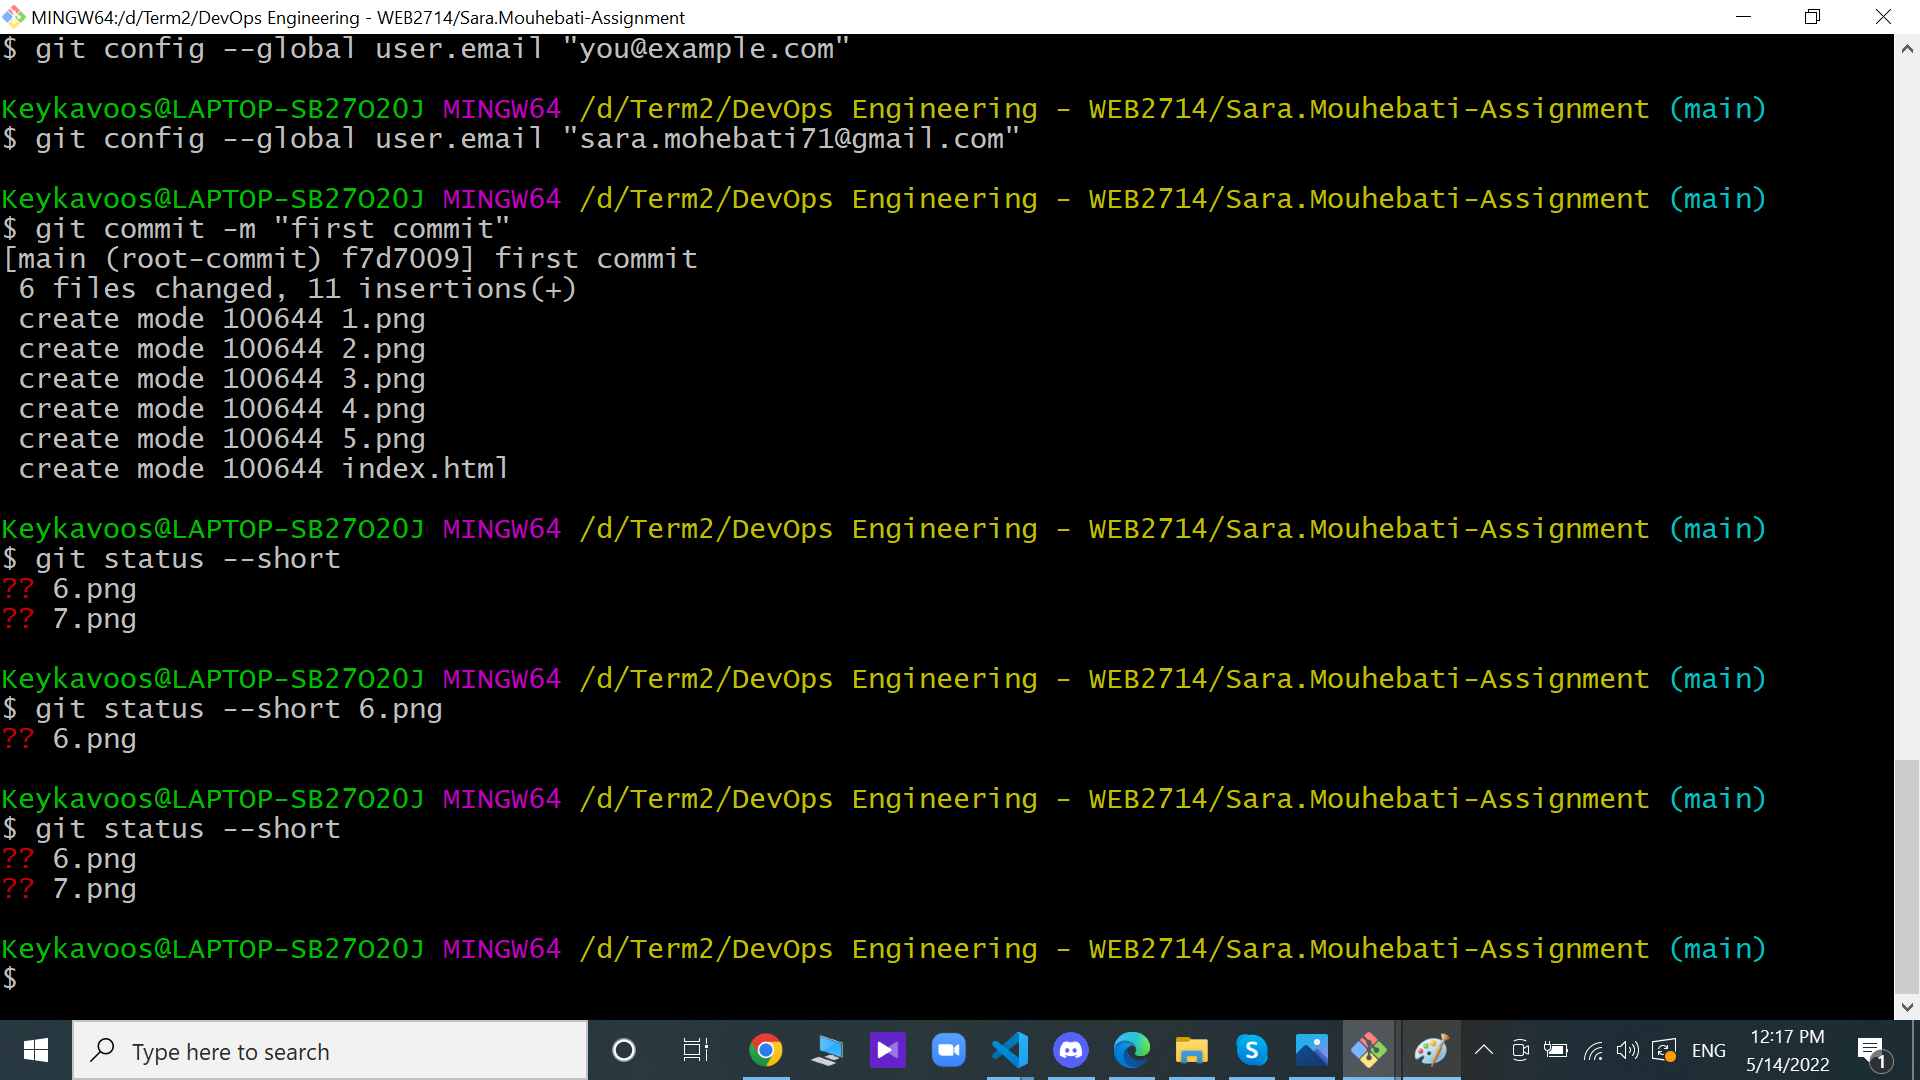 MINGW64:/d/Term2/DevOps Engineering - WEB2714/Sara.Mouhebati-Assignment
$ git config --global user.email "you@example.com"
Keykavoos@LAPTOP-SB27O2OJ MINGW64 /d/Term2/DevOps Engineering - WEB2714/Sara.Mouhebati-Assignment (main)
$ git config --global user.email "sara.mohebati71@gmail.com"
Keykavoos@LAPTOP-SB27O2OJ MINGW64 /d/Term2/DevOps Engineering - WEB2714/Sara.Mouhebati-Assignment (main)
$ git commit -m "first commit"
[main (root-commit) f7d7009] first commit
 6 files changed, 11 insertions(+)
 create mode 100644 1.png
 create mode 100644 2.png
 create mode 100644 3.png
 create mode 100644 4.png
 create mode 100644 5.png
 create mode 100644 index.html
Keykavoos@LAPTOP-SB27O2OJ MINGW64 /d/Term2/DevOps Engineering - WEB2714/Sara.Mouhebati-Assignment (main)
$ git status --short
?? 6.png
?? 7.png
Keykavoos@LAPTOP-SB27O2OJ MINGW64 /d/Term2/DevOps Engineering - WEB2714/Sara.Mouhebati-Assignment (main)
$ git status --short 6.png
?? 6.png
Keykavoos@LAPTOP-SB27O2OJ MINGW64 /d/Term2/DevOps Engineering - WEB2714/Sara.Mouhebati-Assignment (main)
$ git status --short
?? 6.png
?? 7.png
Keykavoos@LAPTOP-SB27O2OJ MINGW64 /d/Term2/DevOps Engineering - WEB2714/Sara.Mouhebati-Assignment (main)
$
Type here to search
ENG
12:17 PM
5/14/2022
1